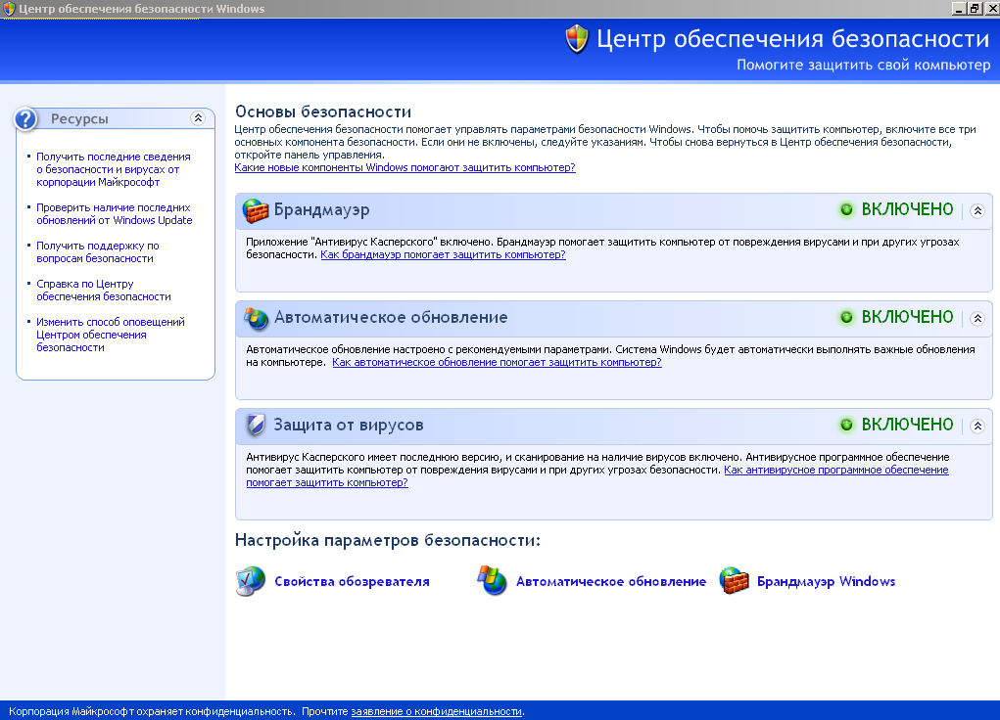 Центр обеспечения безопасности Windows
Центр обеспечения безопасности
Помогите защитить свой компьютер
Ресурсы
Получить последние сведения
о безопасности и вирусах от
корпорации Майкрософт
Проверить наличие последних
обновлений от Windows Update
Получить поддержку по
вопросам безопасности
Справка по Центру
обеспечения безопасности
Изменить способ оповещений
Центром обеспечения
безопасности
Основы безопасности
Центр обеспечения безопасности помогает управлять параметрами безопасности Windows. Чтобы помочь защитить компьютер, включите все три
основных компонента безопасности. Если они не включены, следуйте указаниям. Чтобы снова вернуться в Центр обеспечения безопасности,
откройте панель управления.
Какие новые компоненты Windows помогают защитить компьютер?
Брандмауэр ВКЛЮЧЕНО
Приложение "Антивирус Касперского" включено. Брандмауэр помогает защитить компьютер от повреждения вирусами и при других угрозах
безопасности. Как брандмауэр помогает защитить компьютер?
Автоматическое обновление ВКЛЮЧЕНО
Автоматическое обновление настроено с рекомендуемыми параметрами. Система Windows будет автоматически выполнять важные обновления
на компьютере. Как автоматическое обновление помогает защитить компьютер?
Защита от вирусов ВКЛЮЧЕНО
Антивирус Касперского имеет последнюю версию, и сканирование на наличие вирусов включено. Антивирусное программное обеспечение
помогает защитить компьютер от повреждения вирусами и при других угрозах безопасности. Как антивирусное программное обеспечение
помогает защитить компьютер?
Настройка параметров безопасности:
Свойства обозревателя Автоматическое обновление Брандмауэр Windows
Корпорация Майкрософт охраняет конфиденциальность. Прочтите заявление о конфиденциальности.